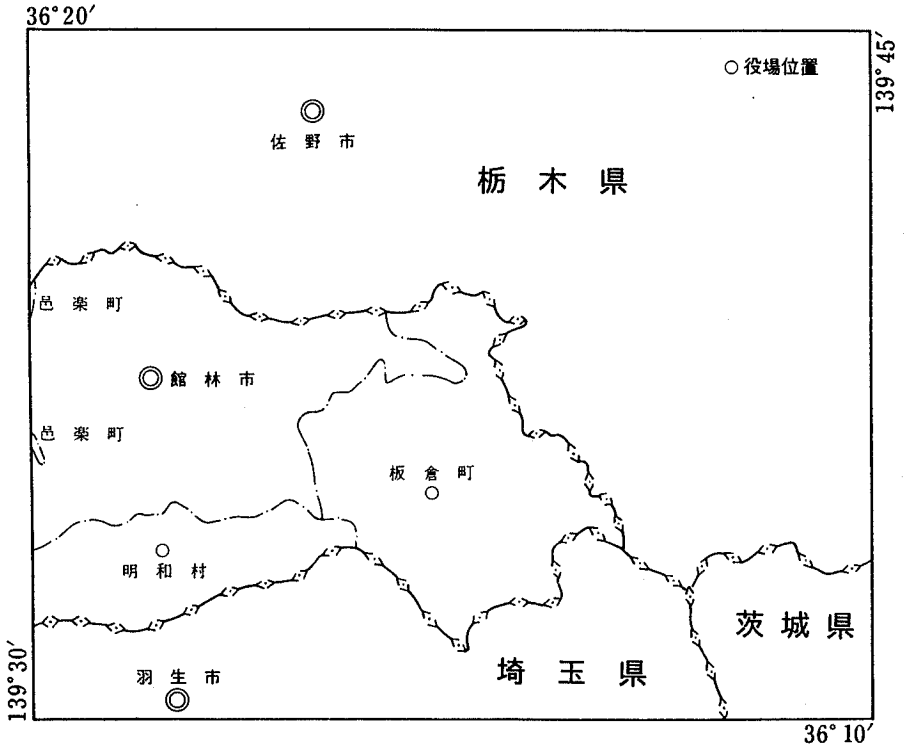 36°20′
139°45′
○役場位置
佐野市
栃木県
邑楽町
館林市
邑楽町
板倉町
明和村
茨城県
埼玉県
羽生市
139°30′
36°10′